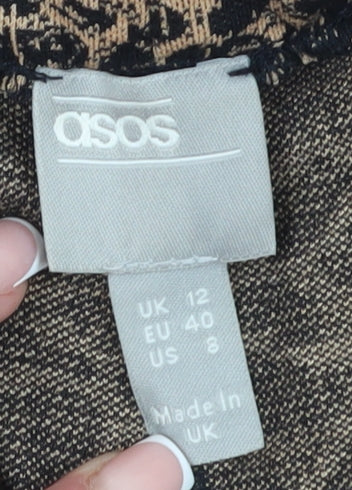 asos
UK 12
EU 40
US 8
Made In
UK